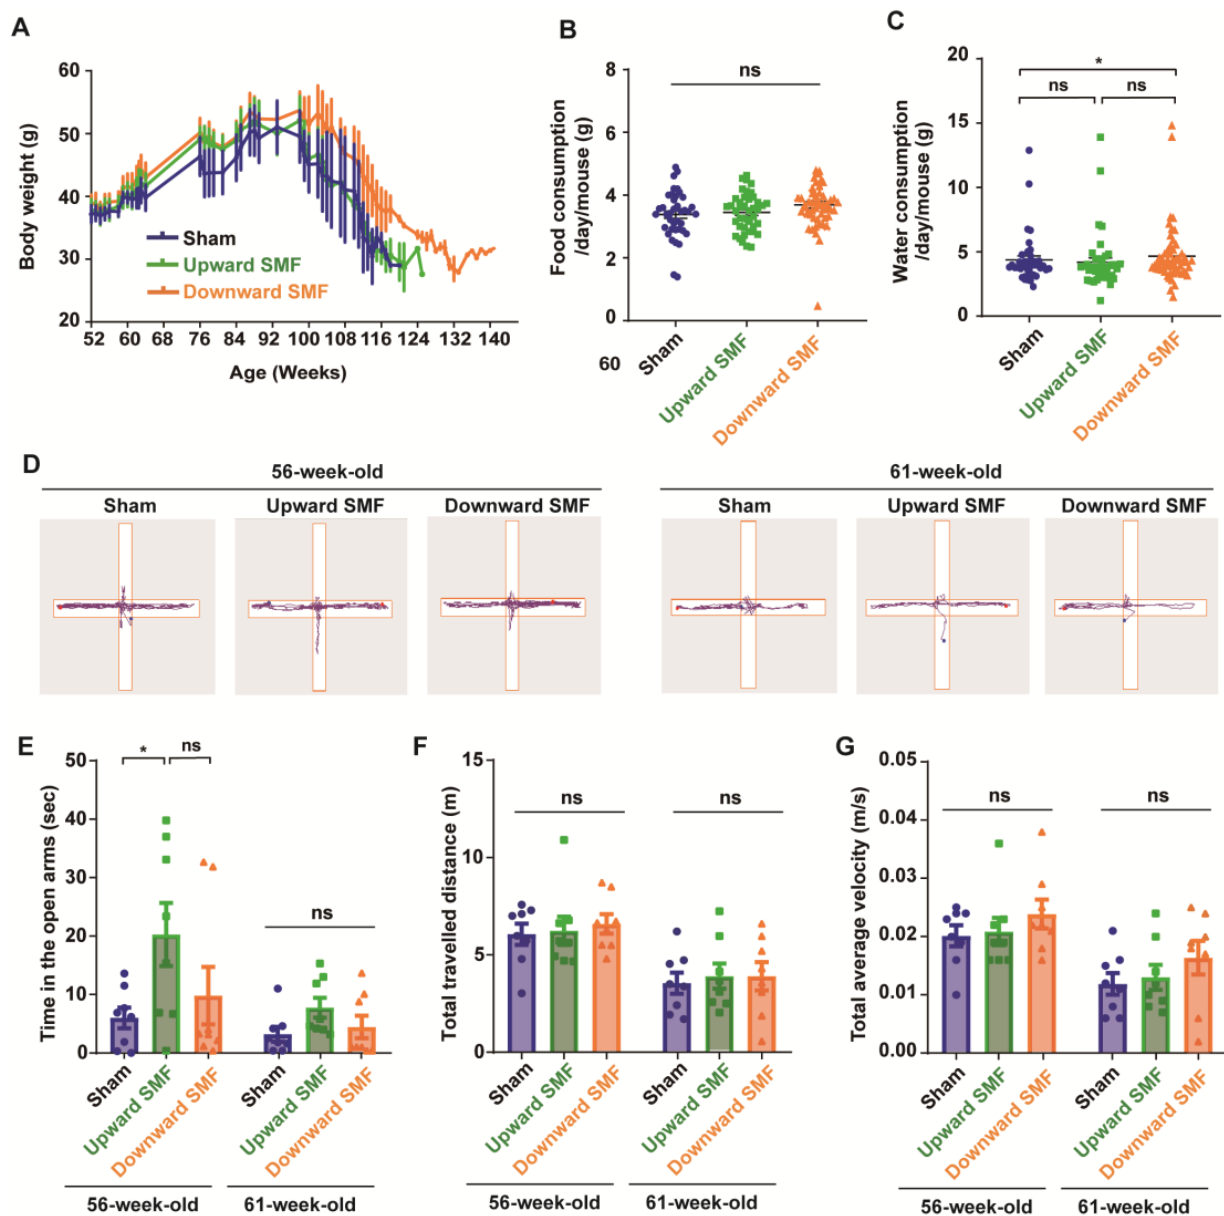 A
60
50
40
30
20
Body weight (g)
Sham
Upward SMF
Downward SMF
52 60 68 76 84 92 100 108 116 124 132 140
Age (Weeks)
B
8
6
4
2
0
Food consumption
/day/mouse (g)
ns
60
Sham
Upward SMF
Downward SMF
C
20
15
10
5
0
Water consumption
/day/mouse (g)
*
ns ns
Sham
Upward SMF
Downward SMF
D
56-week-old
Sham Upward SMF Downward SMF
61-week-old
Sham Upward SMF Downward SMF
E
50
40
30
20
10
0
Time in the open arms (sec)
* ns
ns
Sham
Upward SMF
Downward SMF
Sham
Upward SMF
Downward SMF
56-week-old 61-week-old
F
15
10
5
0
Total travelled distance (m)
ns ns
Sham
Upward SMF
Downward SMF
Sham
Upward SMF
Downward SMF
56-week-old 61-week-old
G
0.05
0.04
0.03
0.02
0.01
0.00
Total average velocity (m/s)
ns ns
Sham
Upward SMF
Downward SMF
Sham
Upward SMF
Downward SMF
56-week-old 61-week-old